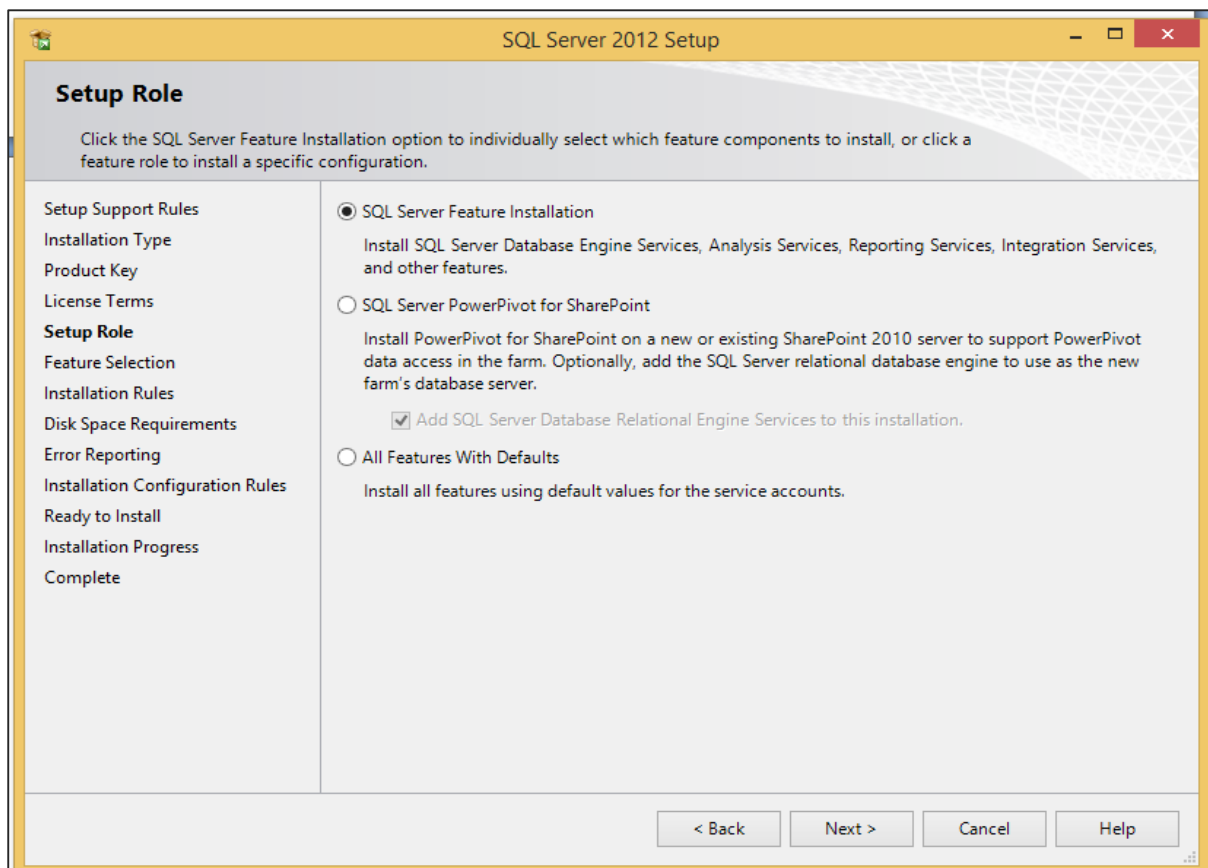 SQL Server 2012 Setup
Setup Role
Click the SQL Server Feature Installation option to individually select which feature components to install, or click a
feature role to install a specific configuration.
Setup Support Rules
Installation Type
Product Key
License Terms
Setup Role
Feature Selection
Installation Rules
Disk Space Requirements
Error Reporting
Installation Configuration Rules
Ready to Install
Installation Progress
Complete
SQL Server Feature Installation
Install SQL Server Database Engine Services, Analysis Services, Reporting Services, Integration Services,
and other features.
SQL Server PowerPivot for SharePoint
Install PowerPivot for SharePoint on a new or existing SharePoint 2010 server to support PowerPivot
data access in the farm. Optionally, add the SQL Server relational database engine to use as the new
farm's database server.
Add SQL Server Database Relational Engine Services to this installation.
All Features With Defaults
Install all features using default values for the service accounts.
< Back
Next >
Cancel
Help